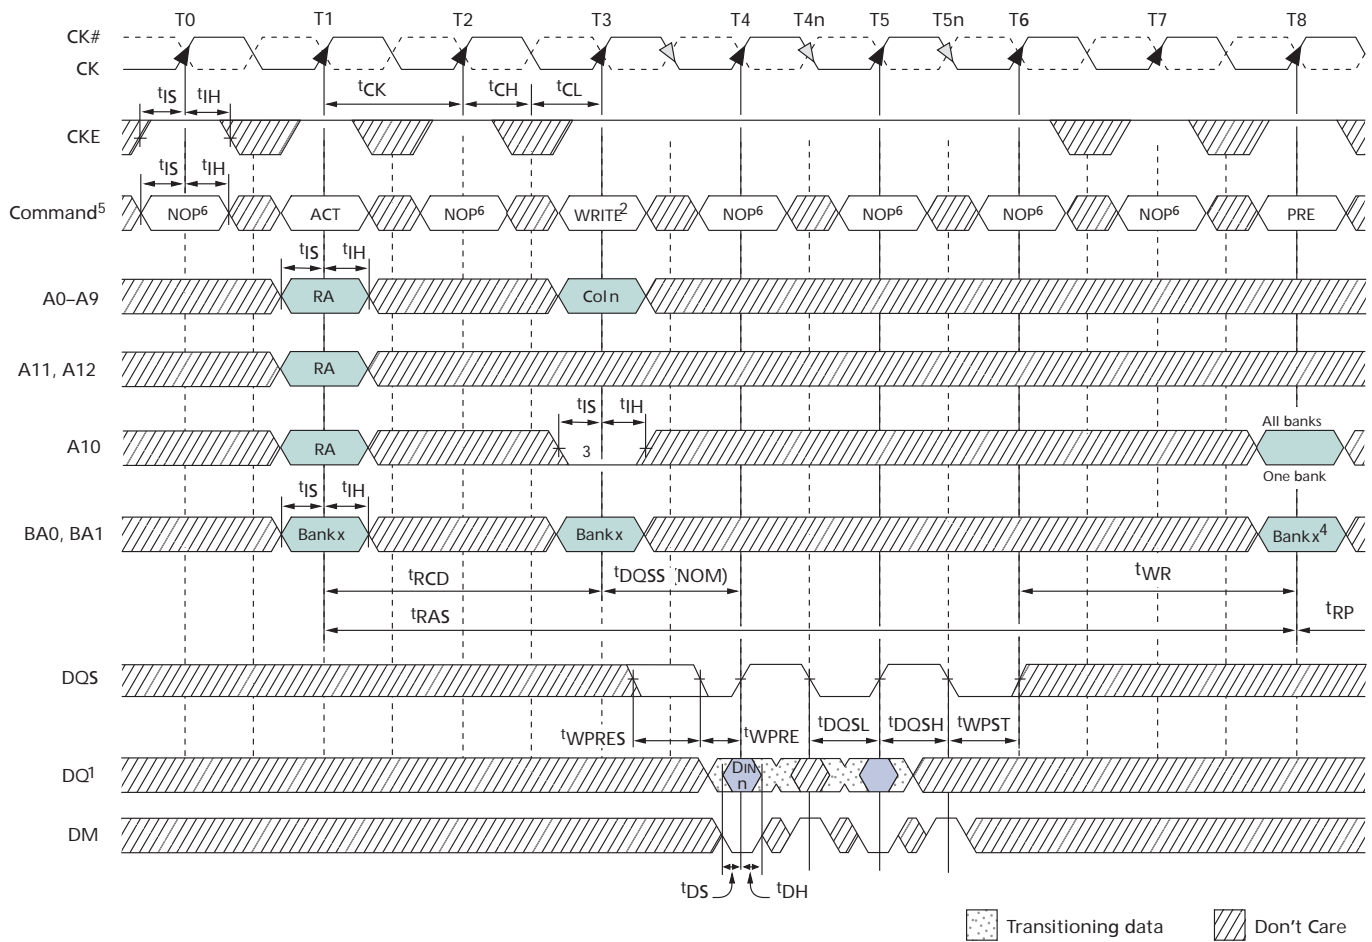 T0 T1 T2 T3 T4 T4n T5 T5n T6 T7 T8
CK#
CK
tIS tIH tCK tCH tCL
CKE
tIS tIH
Command5 NOP6 ACT NOP6 WRITE2 NOP6 NOP6 NOP6 NOP6 PRE
tIS tIH
A0–A9 RA Col n
A11, A12 RA
tIS tIH All banks
A10 RA 3
One bank
tIS tIH
BA0, BA1 Bank x Bank x Bank x4
tRCD tDQSS (NOM) tWR
tRAS tRP
DQS
tWPRES tWPRE tDQSL tDQSH tWPST
DQ1 DIN
n
DM
tDS tDH
Transitioning data Don't Care